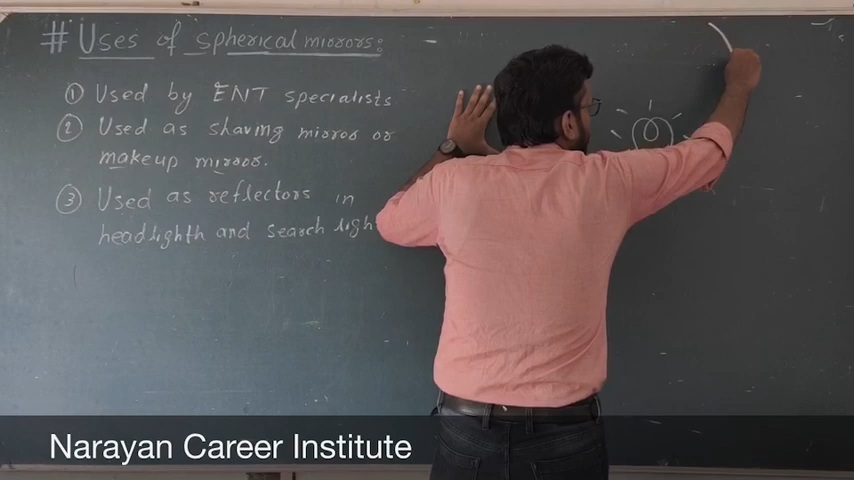 # Uses of spherical mirrors:
① Used by ENT specialists
② Used as shaving mirror or
makeup mirror.
③ Used as reflectors in
headlighth and search light
Narayan Career Institute